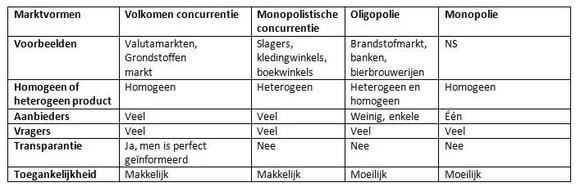 Marktvormen Volkomen concurrentie Monopolistische concurrentie Oligopolie Monopolie
Voorbeelden Valutamarkten, Grondstoffen markt Slagers, kledingwinkels, boekwinkels Brandstofmarkt, banken, bierbrouwerijen NS
Homogeen of heterogeen product Homogeen Heterogeen Heterogeen en homogeen Homogeen
Aanbieders Veel Veel Weinig, enkele Één
Vragers Veel Veel Veel Veel
Transparantie Ja, men is perfect geïnformeerd Nee Nee Nee
Toegankelijkheid Makkelijk Makkelijk Moeilijk Moeilijk